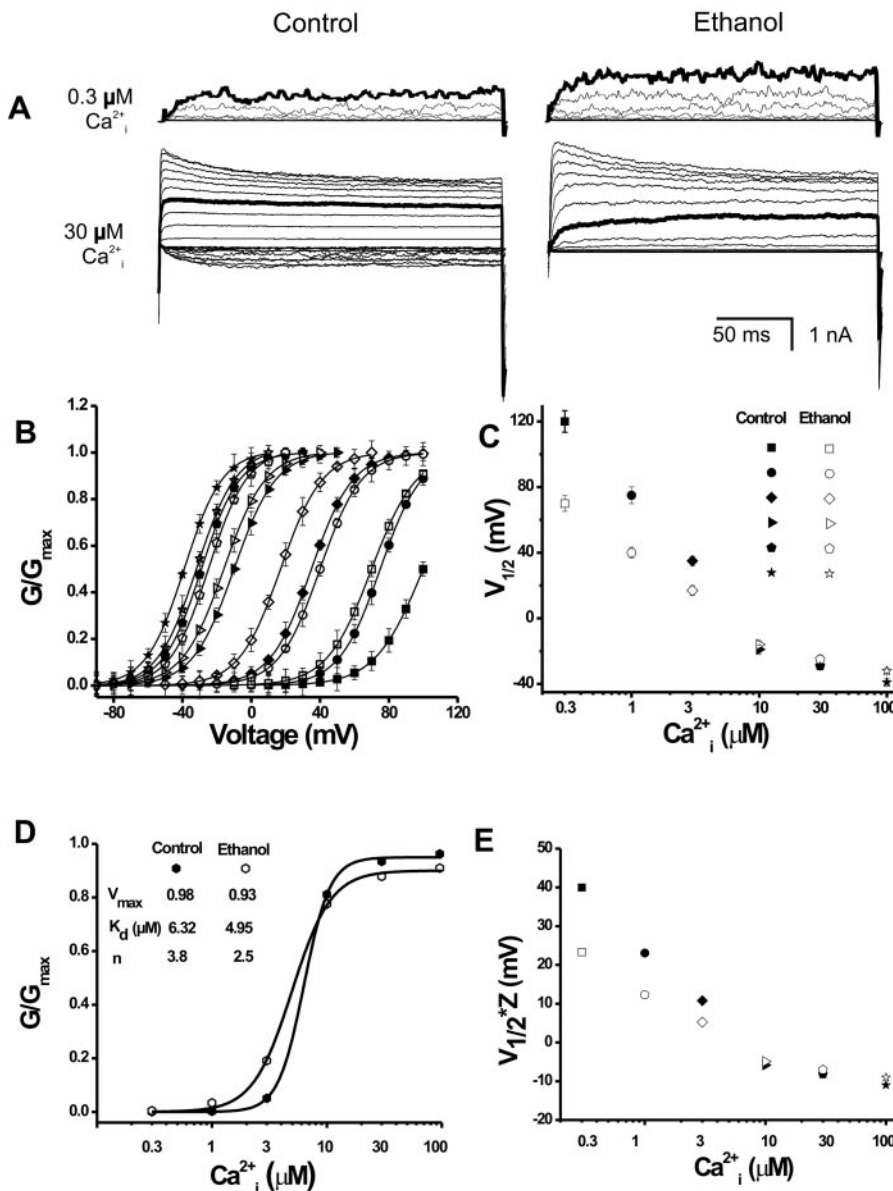 Control Ethanol
A
0.3 µM
Ca²⁺ᵢ
30 µM
Ca²⁺ᵢ
50 ms 1 nA
B
1.2
1.0
0.8
0.6
0.4
0.2
0.0
G/Gmax
-80 -40 0 40 80 120
Voltage (mV)
C
Control Ethanol
120
80
40
0
-40
V1/2 (mV)
0.3 1 3 10 30 100
Ca²⁺ᵢ (µM)
D
Control Ethanol
Vmax 0.98 0.93
Kd (µM) 6.32 4.95
n 3.8 2.5
1.0
0.8
0.6
0.4
0.2
0.0
G/Gmax
0.3 1 3 10 30 100
Ca²⁺ᵢ (µM)
E
50
40
30
20
10
0
-10
-20
V1/2*Z (mV)
0.3 1 3 10 30 100
Ca²⁺ᵢ (µM)